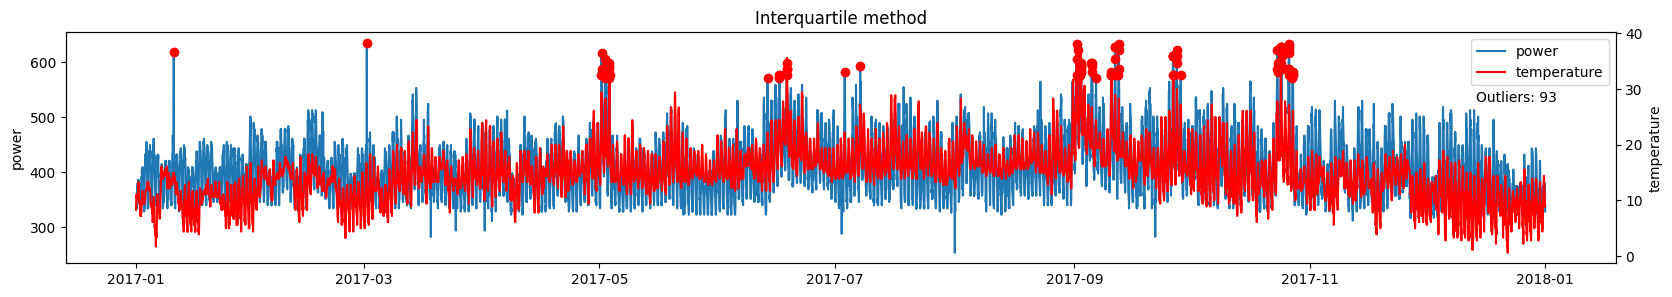 Interquartile method
power
600
500
400
300
40
30
20
10
0
temperature
power
temperature
Outliers: 93
2017-01
2017-03
2017-05
2017-07
2017-09
2017-11
2018-01